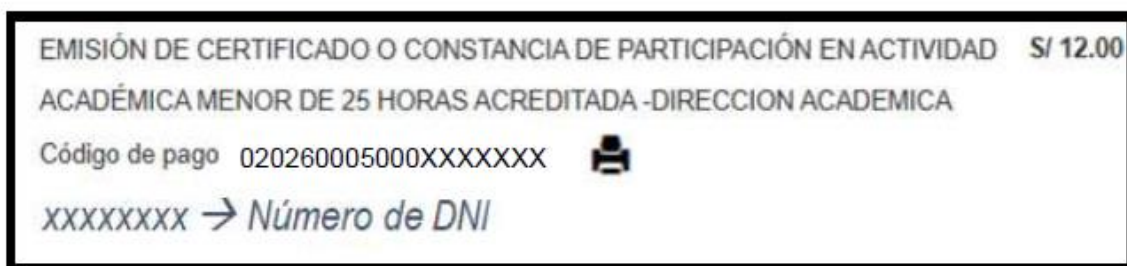 EMISIÓN DE CERTIFICADO O CONSTANCIA DE PARTICIPACIÓN EN ACTIVIDAD S/ 12.00
ACADÉMICA MENOR DE 25 HORAS ACREDITADA -DIRECCION ACADEMICA
Código de pago 020260005000XXXXXXX
xxxxxxxx → Número de DNI